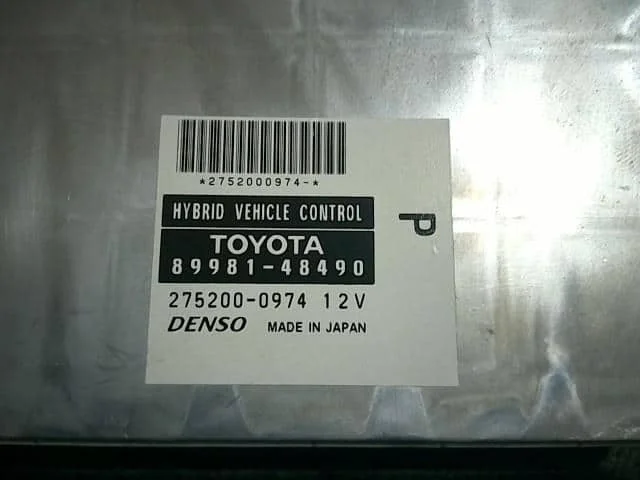 *2752000974-*
HYBRID VEHICLE CONTROL
P
TOYOTA
89981-48490
275200-0974 12V
DENSO MADE IN JAPAN